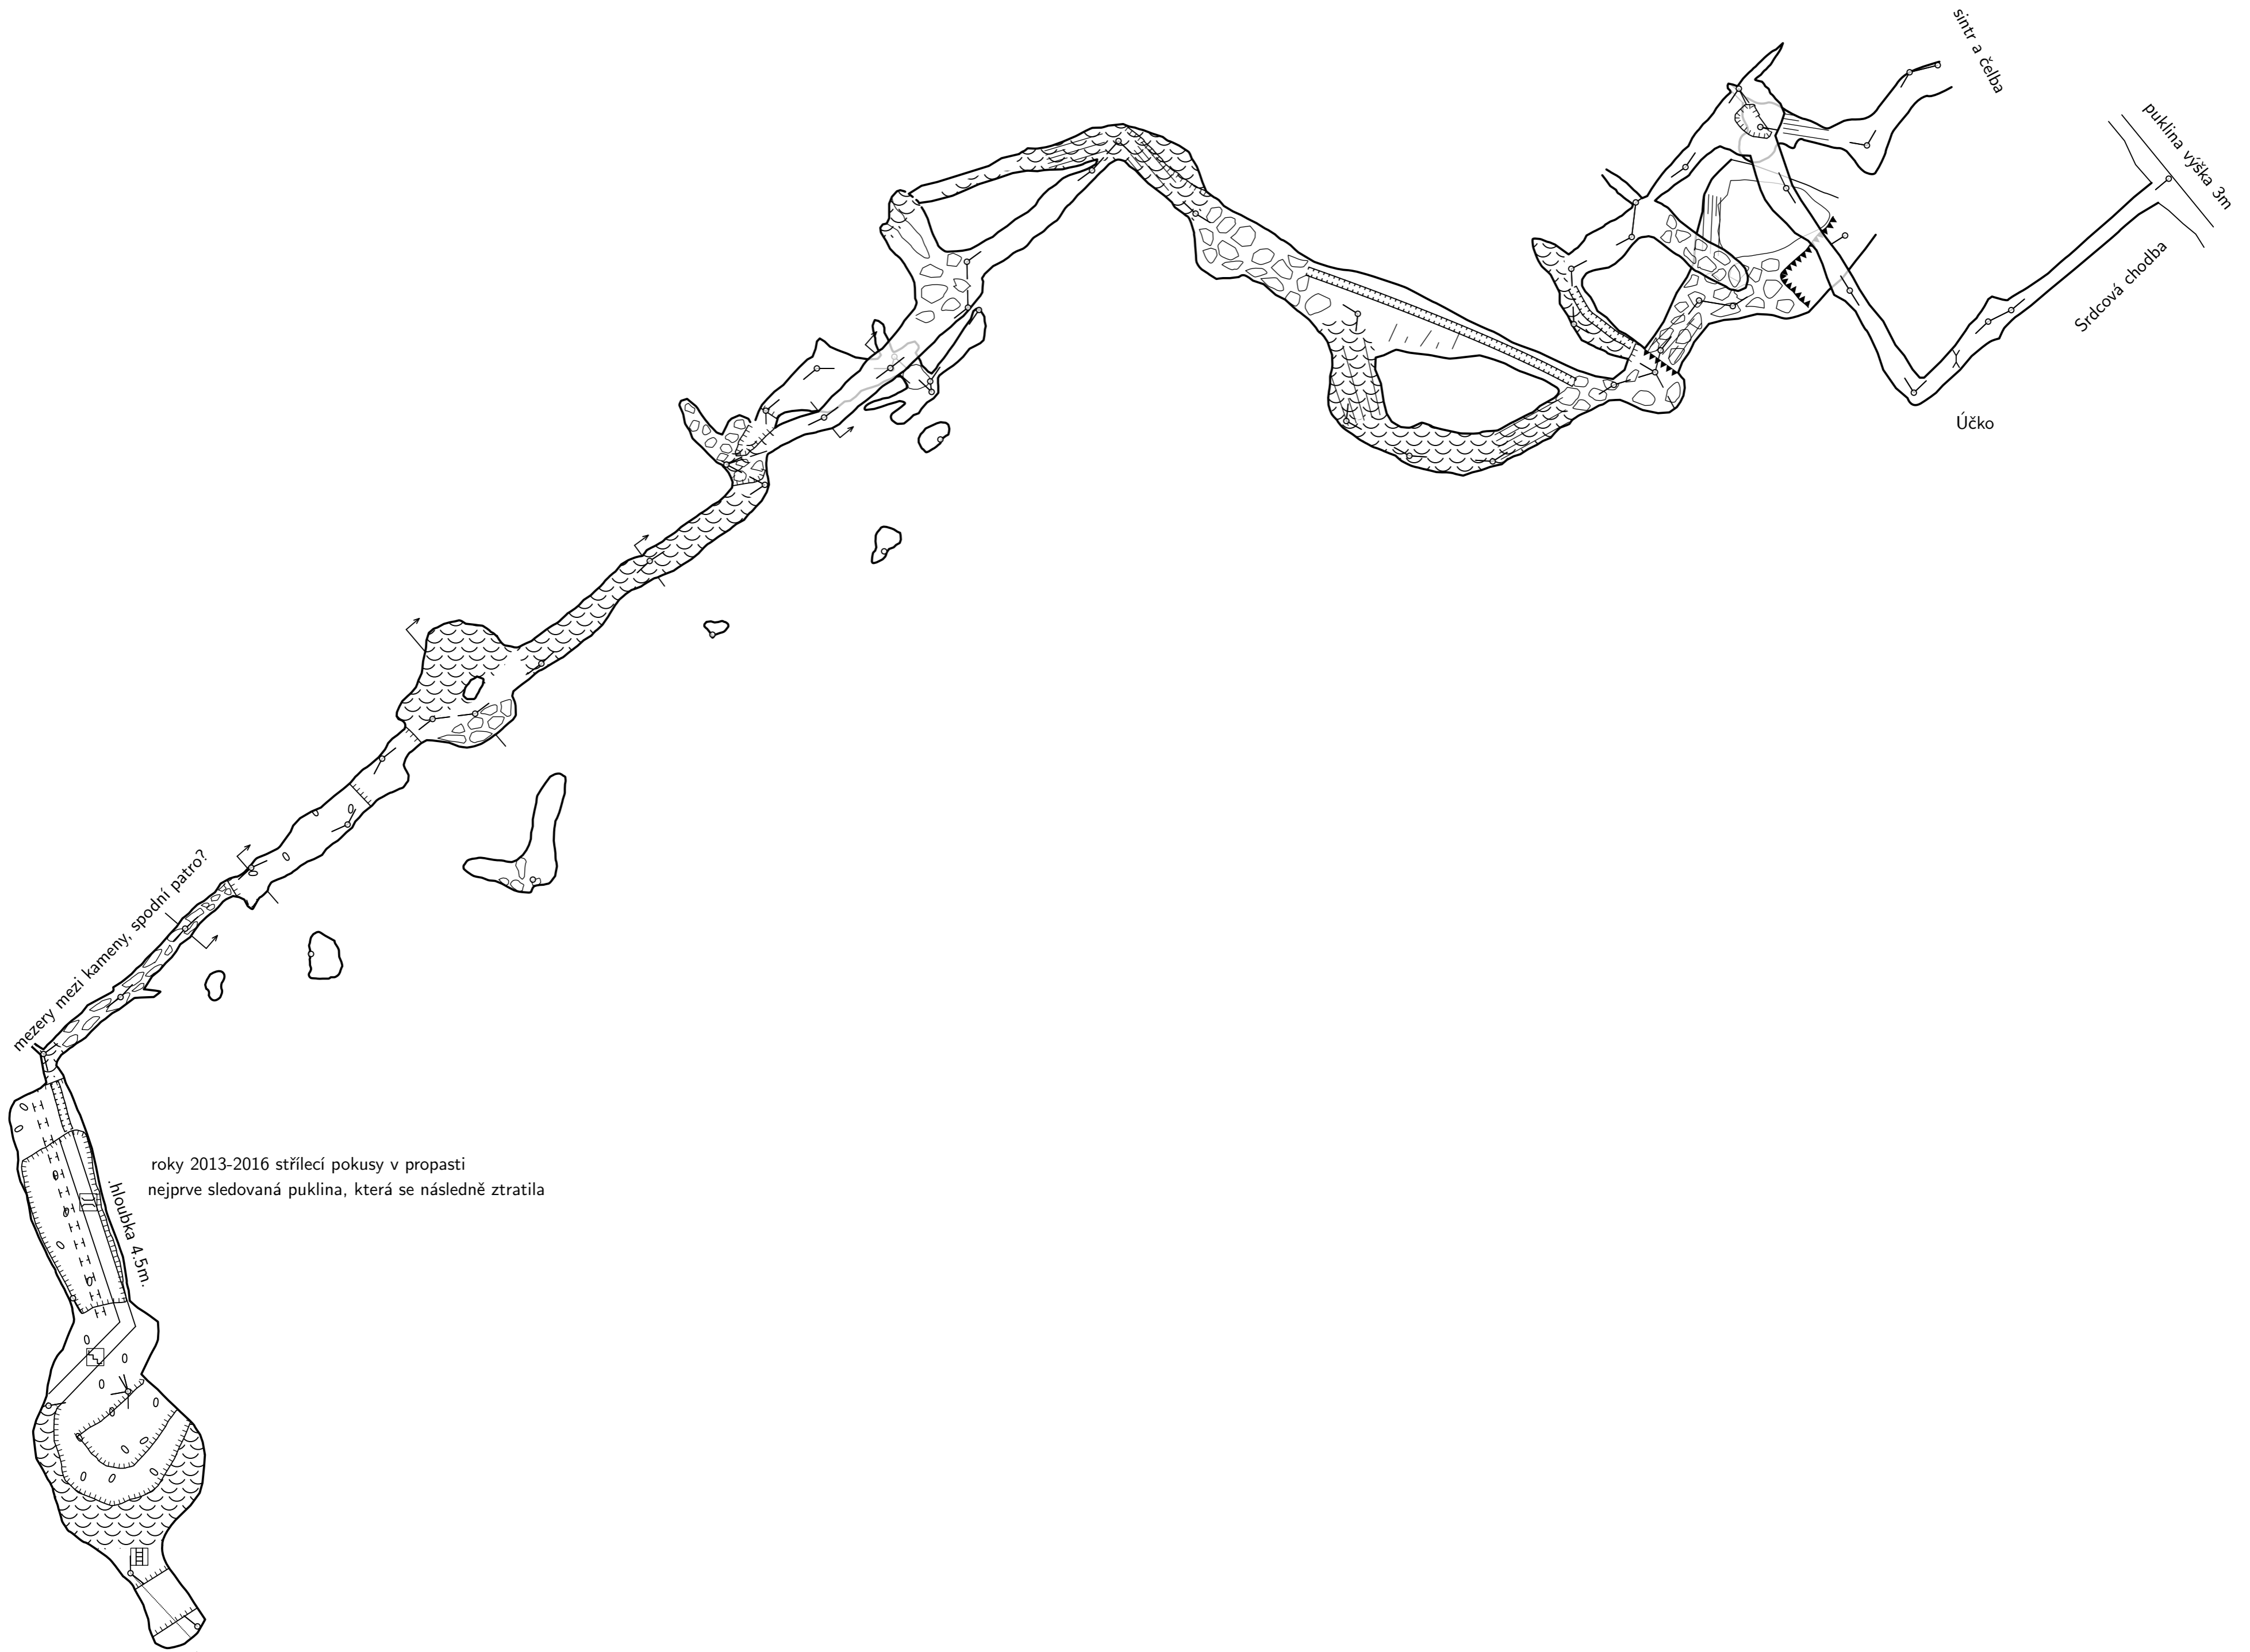 sintr a čelba
puklina výška 3m
Srdcová chodba
Účko
mezery mezi kameny, spodní patro?
roky 2013-2016 střílecí pokusy v propasti
nejprve sledovaná puklina, která se následně ztratila
.hloubka 4.5m.